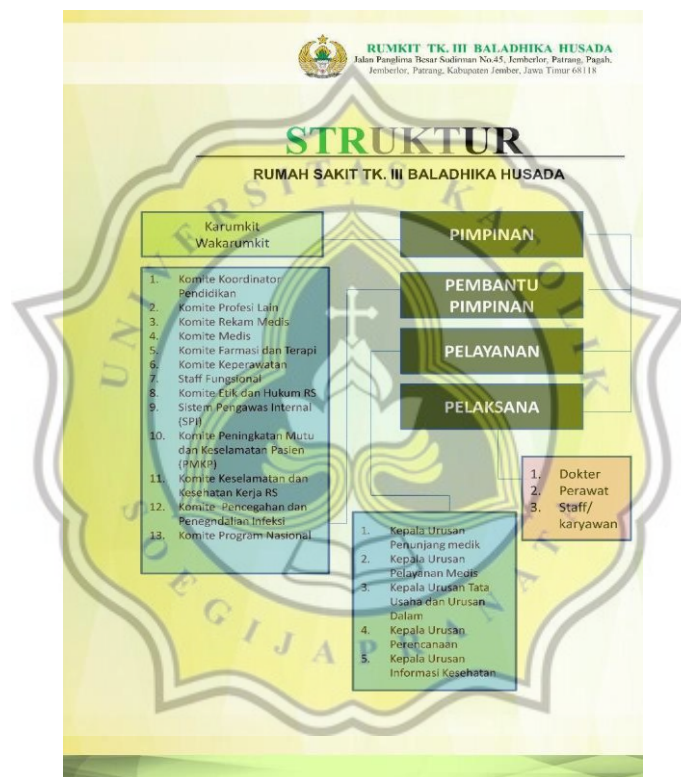 RUMKIT TK. III BALADHIKA HUSADA
Jalan Panglima Besar Sudirman No.45, Jemberlor, Patrang, Pagah,
Jemberlor, Patrang, Kabupaten Jember, Jawa Timur 68118
STRUKTUR
RUMAH SAKIT TK. III BALADHIKA HUSADA
Karumkit
Wakarumkit
PIMPINAN
1. Komite Koordinator
Pendidikan
2. Komite Profesi Lain
3. Komite Rekam Medis
4. Komite Medis
5. Komite Farmasi dan Terapi
6. Komite Keperawatan
7. Staff Fungsional
8. Komite Etik dan Hukum RS
9. Sistem Pengawas Internal
(SPI)
10. Komite Peningkatan Mutu
dan Keselamatan Pasien
(PMKP)
11. Komite Keselamatan dan
Kesehatan Kerja RS
12. Komite Pencegahan dan
Penegndalian Infeksi
13. Komite Program Nasional
PEMBANTU
PIMPINAN
PELAYANAN
PELAKSANA
1. Dokter
2. Perawat
3. Staff/
karyawan
1. Kepala Urusan
Penunjang medik
2. Kepala Urusan
Pelayanan Medis
3. Kepala Urusan Tata
Usaha dan Urusan
Dalam
4. Kepala Urusan
Perencanaan
5. Kepala Urusan
Informasi Kesehatan
UNIVERSITAS KATOLIK
SOEGIJAPRANATA